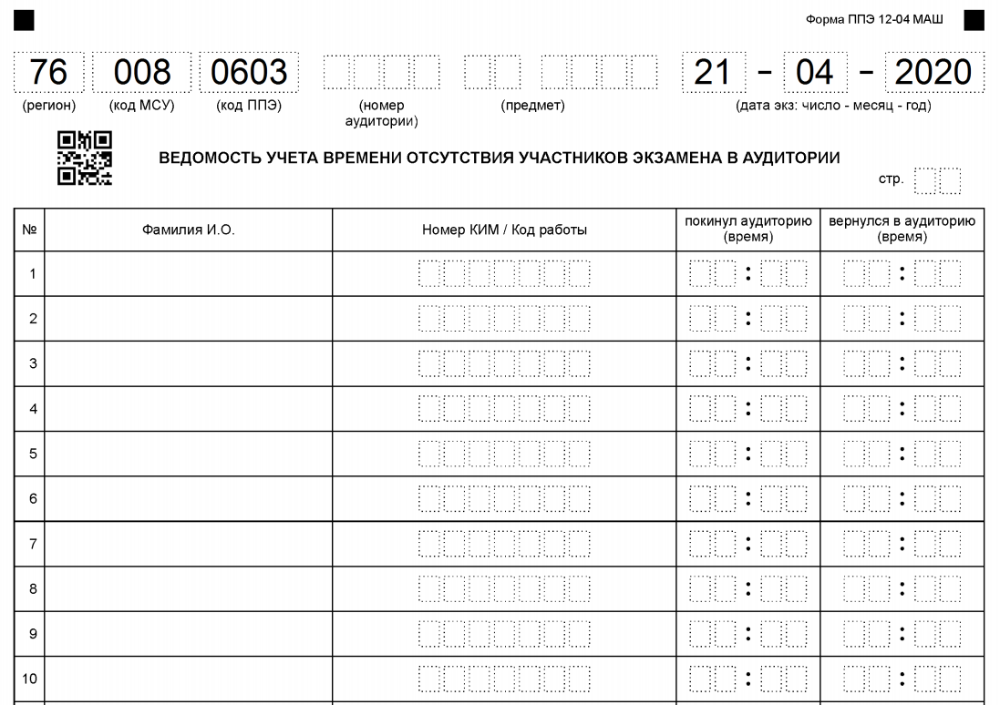 Форма ППЭ 12-04 МАШ
76 008 0603 21 - 04 - 2020
(регион) (код МСУ) (код ППЭ) (номер аудитории) (предмет) (дата экз: число - месяц - год)
ВЕДОМОСТЬ УЧЕТА ВРЕМЕНИ ОТСУТСТВИЯ УЧАСТНИКОВ ЭКЗАМЕНА В АУДИТОРИИ
стр.
№ Фамилия И.О. Номер КИМ / Код работы покинул аудиторию (время) вернулся в аудиторию (время)
1 : :
2 : :
3 : :
4 : :
5 : :
6 : :
7 : :
8 : :
9 : :
10 : :